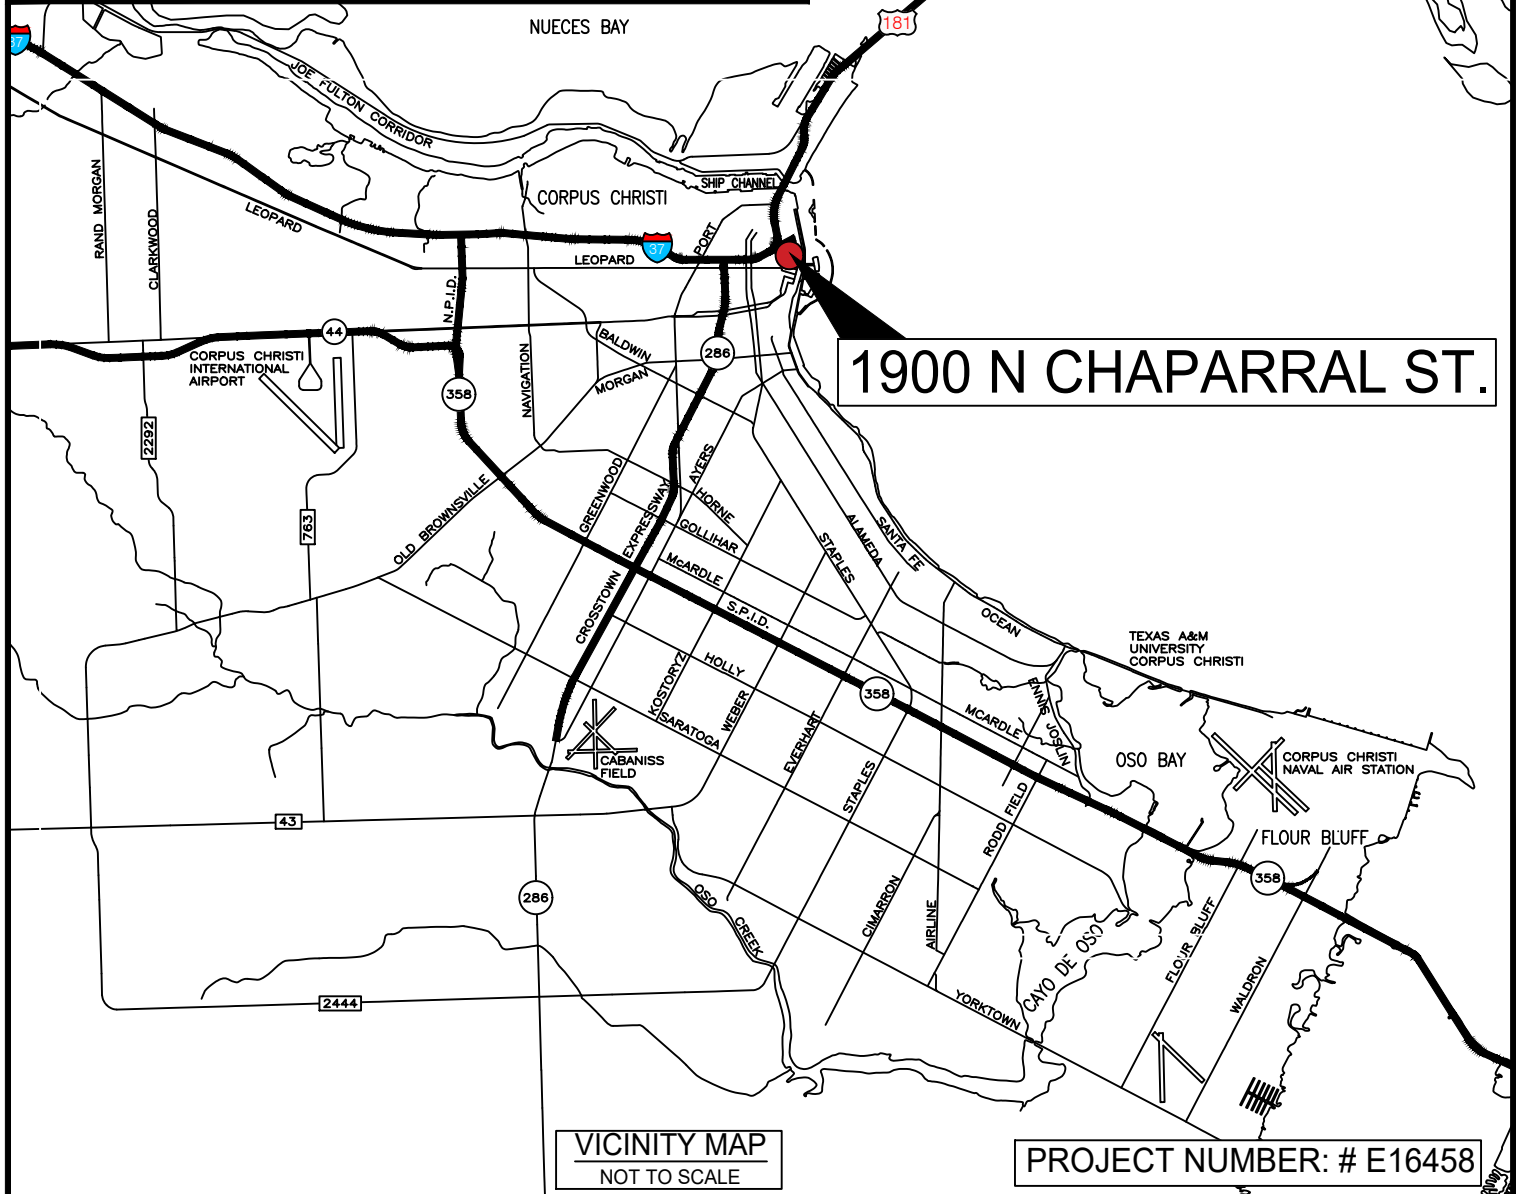 NUECES BAY
181
37
JOE FULTON CORRIDOR
RAND MORGAN
CLARKWOOD
SHIP CHANNEL
CORPUS CHRISTI
LEOPARD
PORT
37
LEOPARD
N.P.I.D.
44
CORPUS CHRISTI
INTERNATIONAL
AIRPORT
BALDWIN
286
MORGAN
NAVIGATION
358
1900 N CHAPARRAL ST.
2292
763
OLD BROWNSVILLE
GREENWOOD
AYERS
HORNE
GOLLIHAR
McARDLE
CROSSTOWN EXPRESSWAY
STAPLES
ALAMEDA
SANTA FE
S.P.I.D.
OCEAN
TEXAS A&M
UNIVERSITY
CORPUS CHRISTI
KOSTORYZ
HOLLY
WEBER
SARATOGA
358
ENNIS JOSLIN
MCARDLE
EVERHART
STAPLES
OSO BAY
CORPUS CHRISTI
NAVAL AIR STATION
CABANISS
FIELD
43
RODD FIELD
FLOUR BLUFF
358
286
OSO CREEK
CIMARRON
AIRLINE
CAYO DE OSO
FLOUR BLUFF
WALDRON
2444
YORKTOWN
VICINITY MAP
NOT TO SCALE
PROJECT NUMBER: # E16458